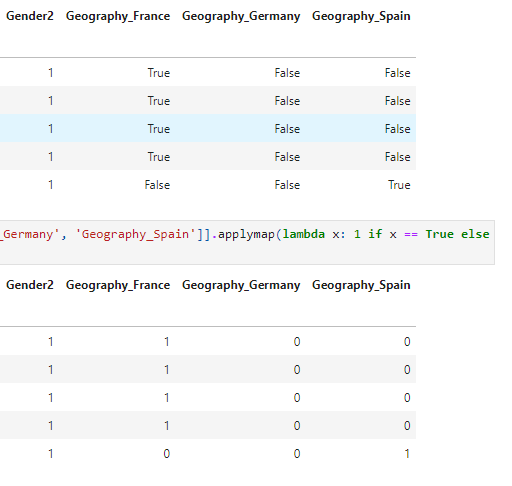 Gender2 Geography_France Geography_Germany Geography_Spain
1 True False False
1 True False False
1 True False False
1 True False False
1 False False True
_Germany', 'Geography_Spain']].applymap(lambda x: 1 if x == True else
Gender2 Geography_France Geography_Germany Geography_Spain
1 1 0 0
1 1 0 0
1 1 0 0
1 1 0 0
1 0 0 1